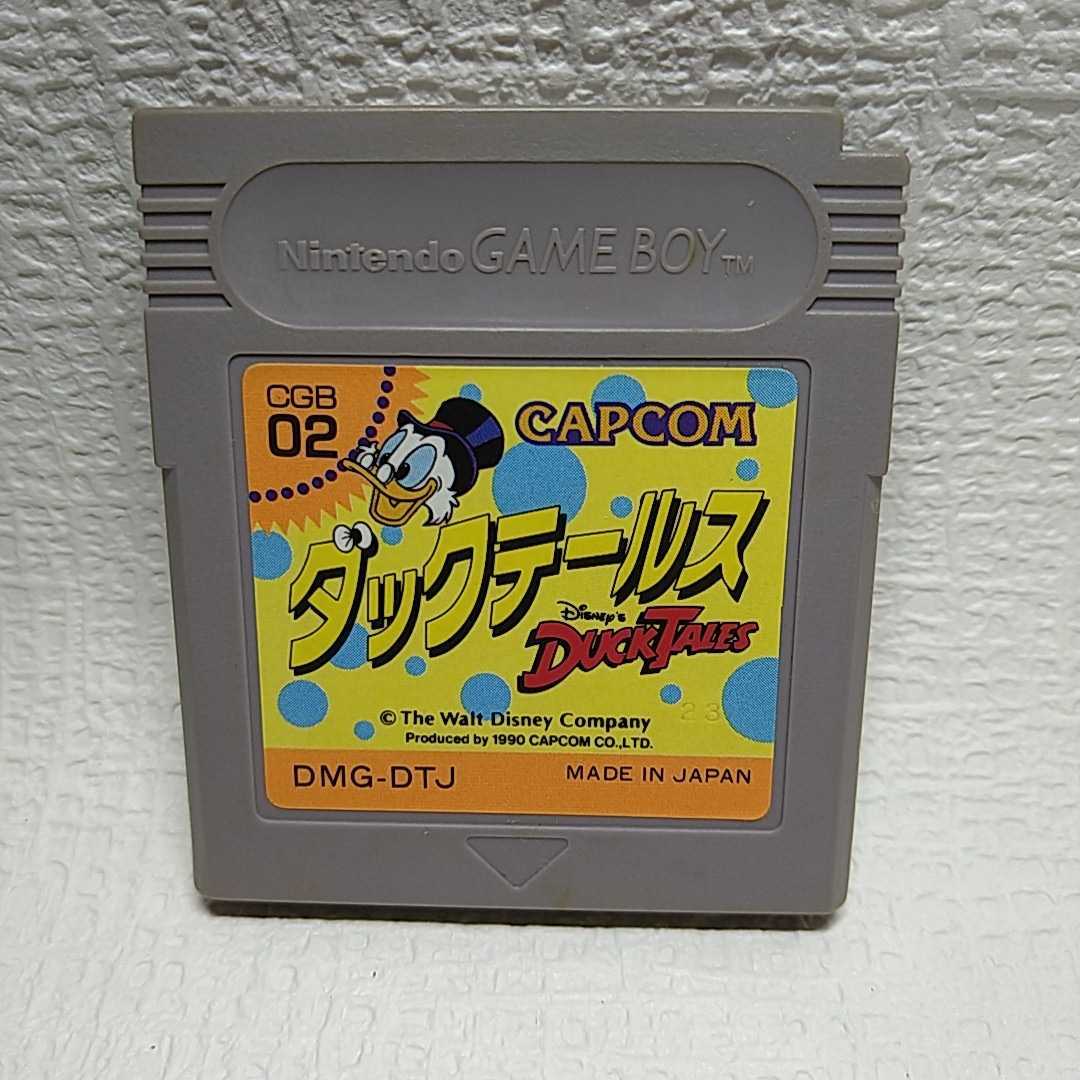 Nintendo GAME BOY TM
CGB
02
CAPCOM
ダックテールス
DISNEY'S
DUCKTALES
© The Walt Disney Company
23
Produced by 1990 CAPCOM CO.,LTD.
DMG-DTJ
MADE IN JAPAN